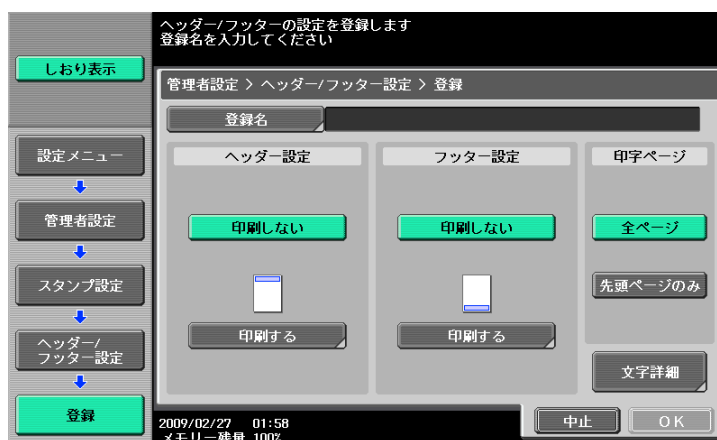 ヘッダー/フッターの設定を登録します
登録名を入力してください
しおり表示
管理者設定 > ヘッダー/フッター設定 > 登録
登録名
設定メニュー
ヘッダー設定
フッター設定
印字ページ
管理者設定
印刷しない
印刷しない
全ページ
スタンプ設定
先頭ページのみ
ヘッダー/
フッター設定
印刷する
印刷する
文字詳細
登録
2009/02/27 01:58
メモリー残量 100%
中止
OK